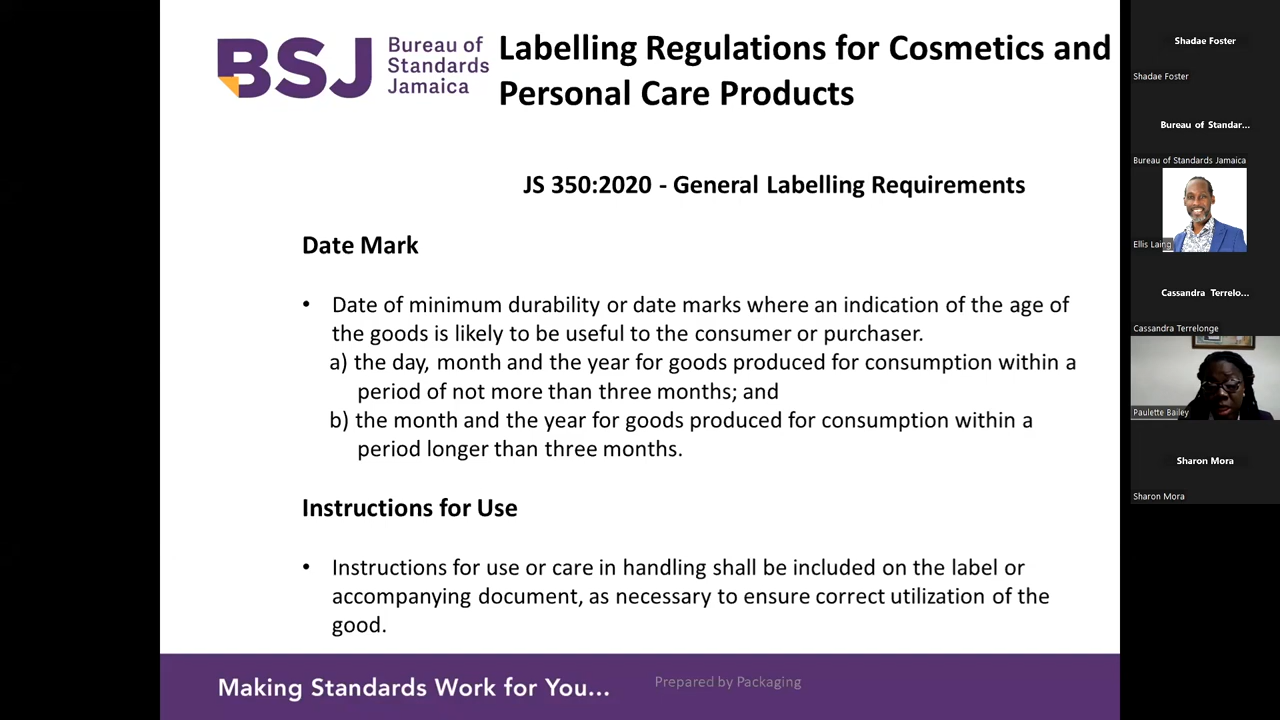 BSJ
Bureau of
Standards
Jamaica
Labelling Regulations for Cosmetics and
Personal Care Products
JS 350:2020 - General Labelling Requirements
Date Mark
• Date of minimum durability or date marks where an indication of the age of
the goods is likely to be useful to the consumer or purchaser.
a) the day, month and the year for goods produced for consumption within a
period of not more than three months; and
b) the month and the year for goods produced for consumption within a
period longer than three months.
Instructions for Use
• Instructions for use or care in handling shall be included on the label or
accompanying document, as necessary to ensure correct utilization of the
good.
Making Standards Work for You...
Prepared by Packaging
Shadae Foster
Shadae Foster
Bureau of Standar...
Bureau of Standards Jamaica
Ellis Laing
Cassandra Terrelo...
Cassandra Terrelonge
Paulette Bailey
Sharon Mora
Sharon Mora